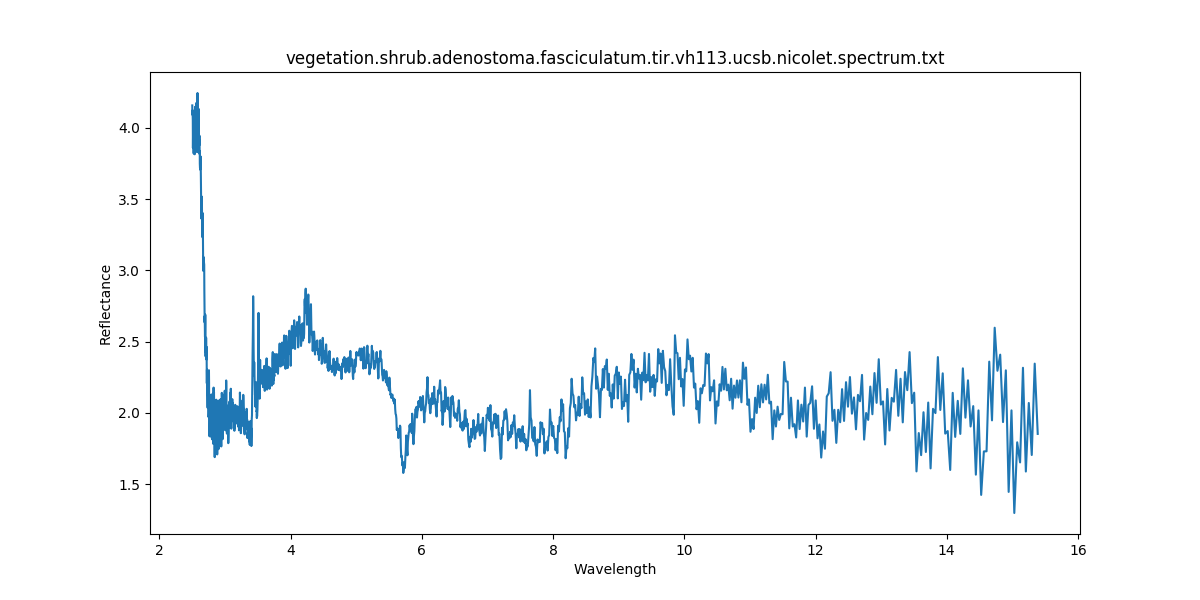 vegetation.shrub.adenostoma.fasciculatum.tir.vh113.ucsb.nicolet.spectrum.txt
Reflectance
4.0
3.5
3.0
2.5
2.0
1.5
2 4 6 8 10 12 14 16
Wavelength